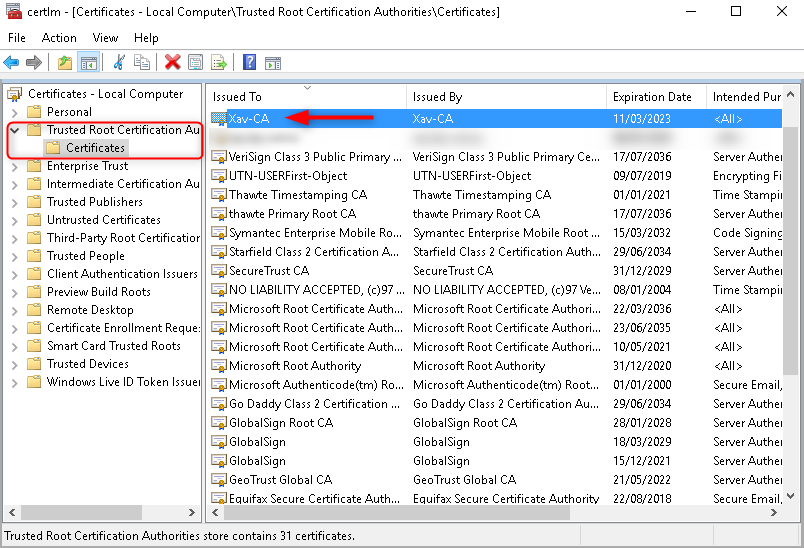 certlm - [Certificates - Local Computer\Trusted Root Certification Authorities\Certificates]
File Action View Help
Certificates - Local Computer
Personal
Trusted Root Certification Au
Certificates
Enterprise Trust
Intermediate Certification Au
Trusted Publishers
Untrusted Certificates
Third-Party Root Certification
Trusted People
Client Authentication Issuers
Preview Build Roots
Remote Desktop
Certificate Enrollment Reque
Smart Card Trusted Roots
Trusted Devices
Windows Live ID Token Issuer
Issued To Issued By Expiration Date Intended Pur
Xav-CA Xav-CA 11/03/2023 <All>
VeriSign Class 3 Public Primary ... VeriSign Class 3 Public Primary Ce... 17/07/2036 Server Authe
UTN-USERFirst-Object UTN-USERFirst-Object 09/07/2019 Encrypting Fi
Thawte Timestamping CA Thawte Timestamping CA 01/01/2021 Time Stampin
thawte Primary Root CA thawte Primary Root CA 17/07/2036 Server Authe
Symantec Enterprise Mobile Ro... Symantec Enterprise Mobile Root ... 15/03/2032 Code Signing
Starfield Class 2 Certification A... Starfield Class 2 Certification Auth... 29/06/2034 Server Authe
SecureTrust CA SecureTrust CA 31/12/2029 Server Authe
NO LIABILITY ACCEPTED, (c)97 ... NO LIABILITY ACCEPTED, (c)97 Ve... 08/01/2004 Time Stampin
Microsoft Root Certificate Auth... Microsoft Root Certificate Authori... 22/03/2036 <All>
Microsoft Root Certificate Auth... Microsoft Root Certificate Authori... 23/06/2035 <All>
Microsoft Root Certificate Auth... Microsoft Root Certificate Authori... 10/05/2021 <All>
Microsoft Root Authority Microsoft Root Authority 31/12/2020 <All>
Microsoft Authenticode(tm) Root... Microsoft Authenticode(tm) Root... 01/01/2000 Secure Email,
Go Daddy Class 2 Certification ... Go Daddy Class 2 Certification Au... 29/06/2034 Server Authe
GlobalSign Root CA GlobalSign Root CA 28/01/2028 Server Authe
GlobalSign GlobalSign 18/03/2029 Server Authe
GlobalSign GlobalSign 15/12/2021 Server Authe
GeoTrust Global CA GeoTrust Global CA 21/05/2022 Server Authe
Equifax Secure Certificate Auth... Equifax Secure Certificate Authority 22/08/2018 Secure Email,
Trusted Root Certification Authorities store contains 31 certificates.